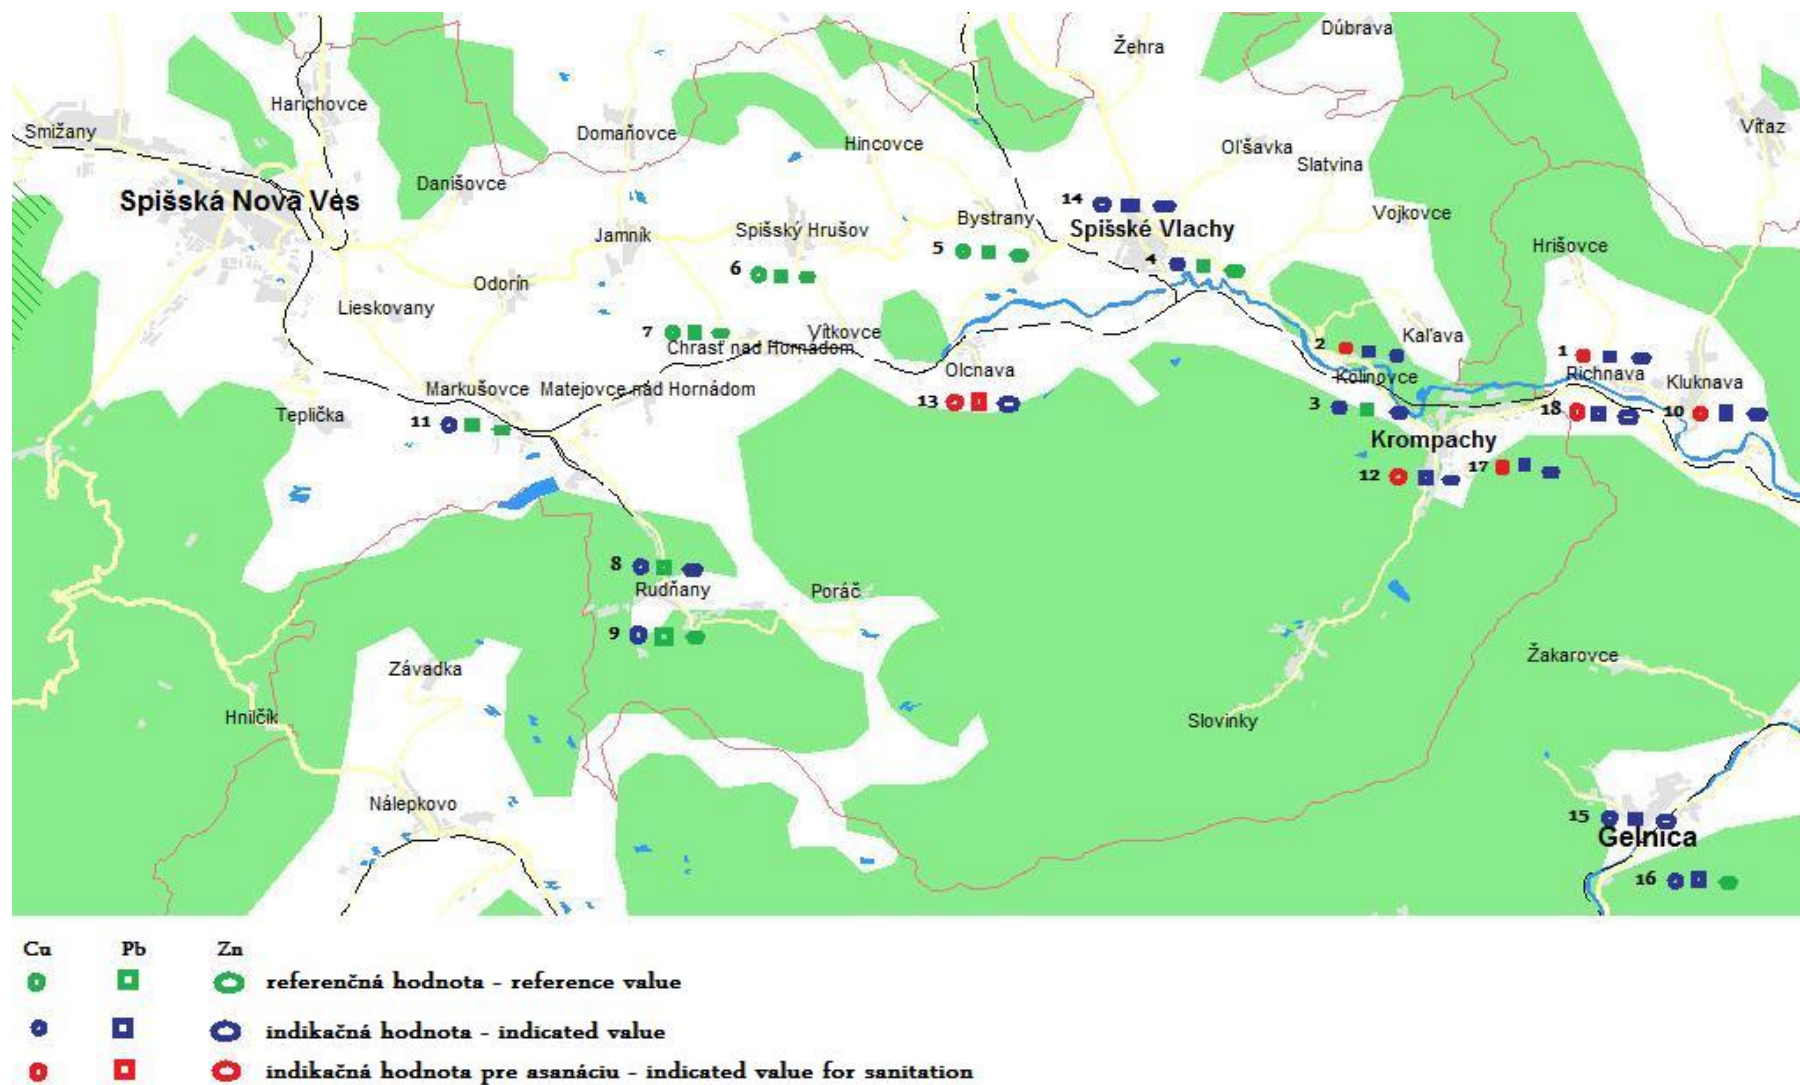 Dúbrava
Žehra
Harichovce
Smižany
Domaňovce
Hincovce
Víťaz
Oľšavka
Slatvina
Danišovce
Spišská Nová Ves
14
Bystrany
Vojkovce
Spišský Hrušov
Jamník
Spišské Vlachy
5
Hrišovce
4
6
Odorín
Lieskovany
7
Vítkovce
Chrasť nad Hornádom
2
Kaľava
1
Olcnava
Kolinovce
Richnava
Kluknava
Markušovce
Matejovce nad Hornádom
13
3
18
10
Teplička
11
Krompachy
12
17
8
Rudňany
Poráč
9
Závadka
Žakarovce
Hnilčík
Slovinky
Nálepkovo
15
Gelnica
16
Cu Pb Zn
referenčná hodnota - reference value
indikačná hodnota - indicated value
indikačná hodnota pre asanáciu - indicated value for sanitation